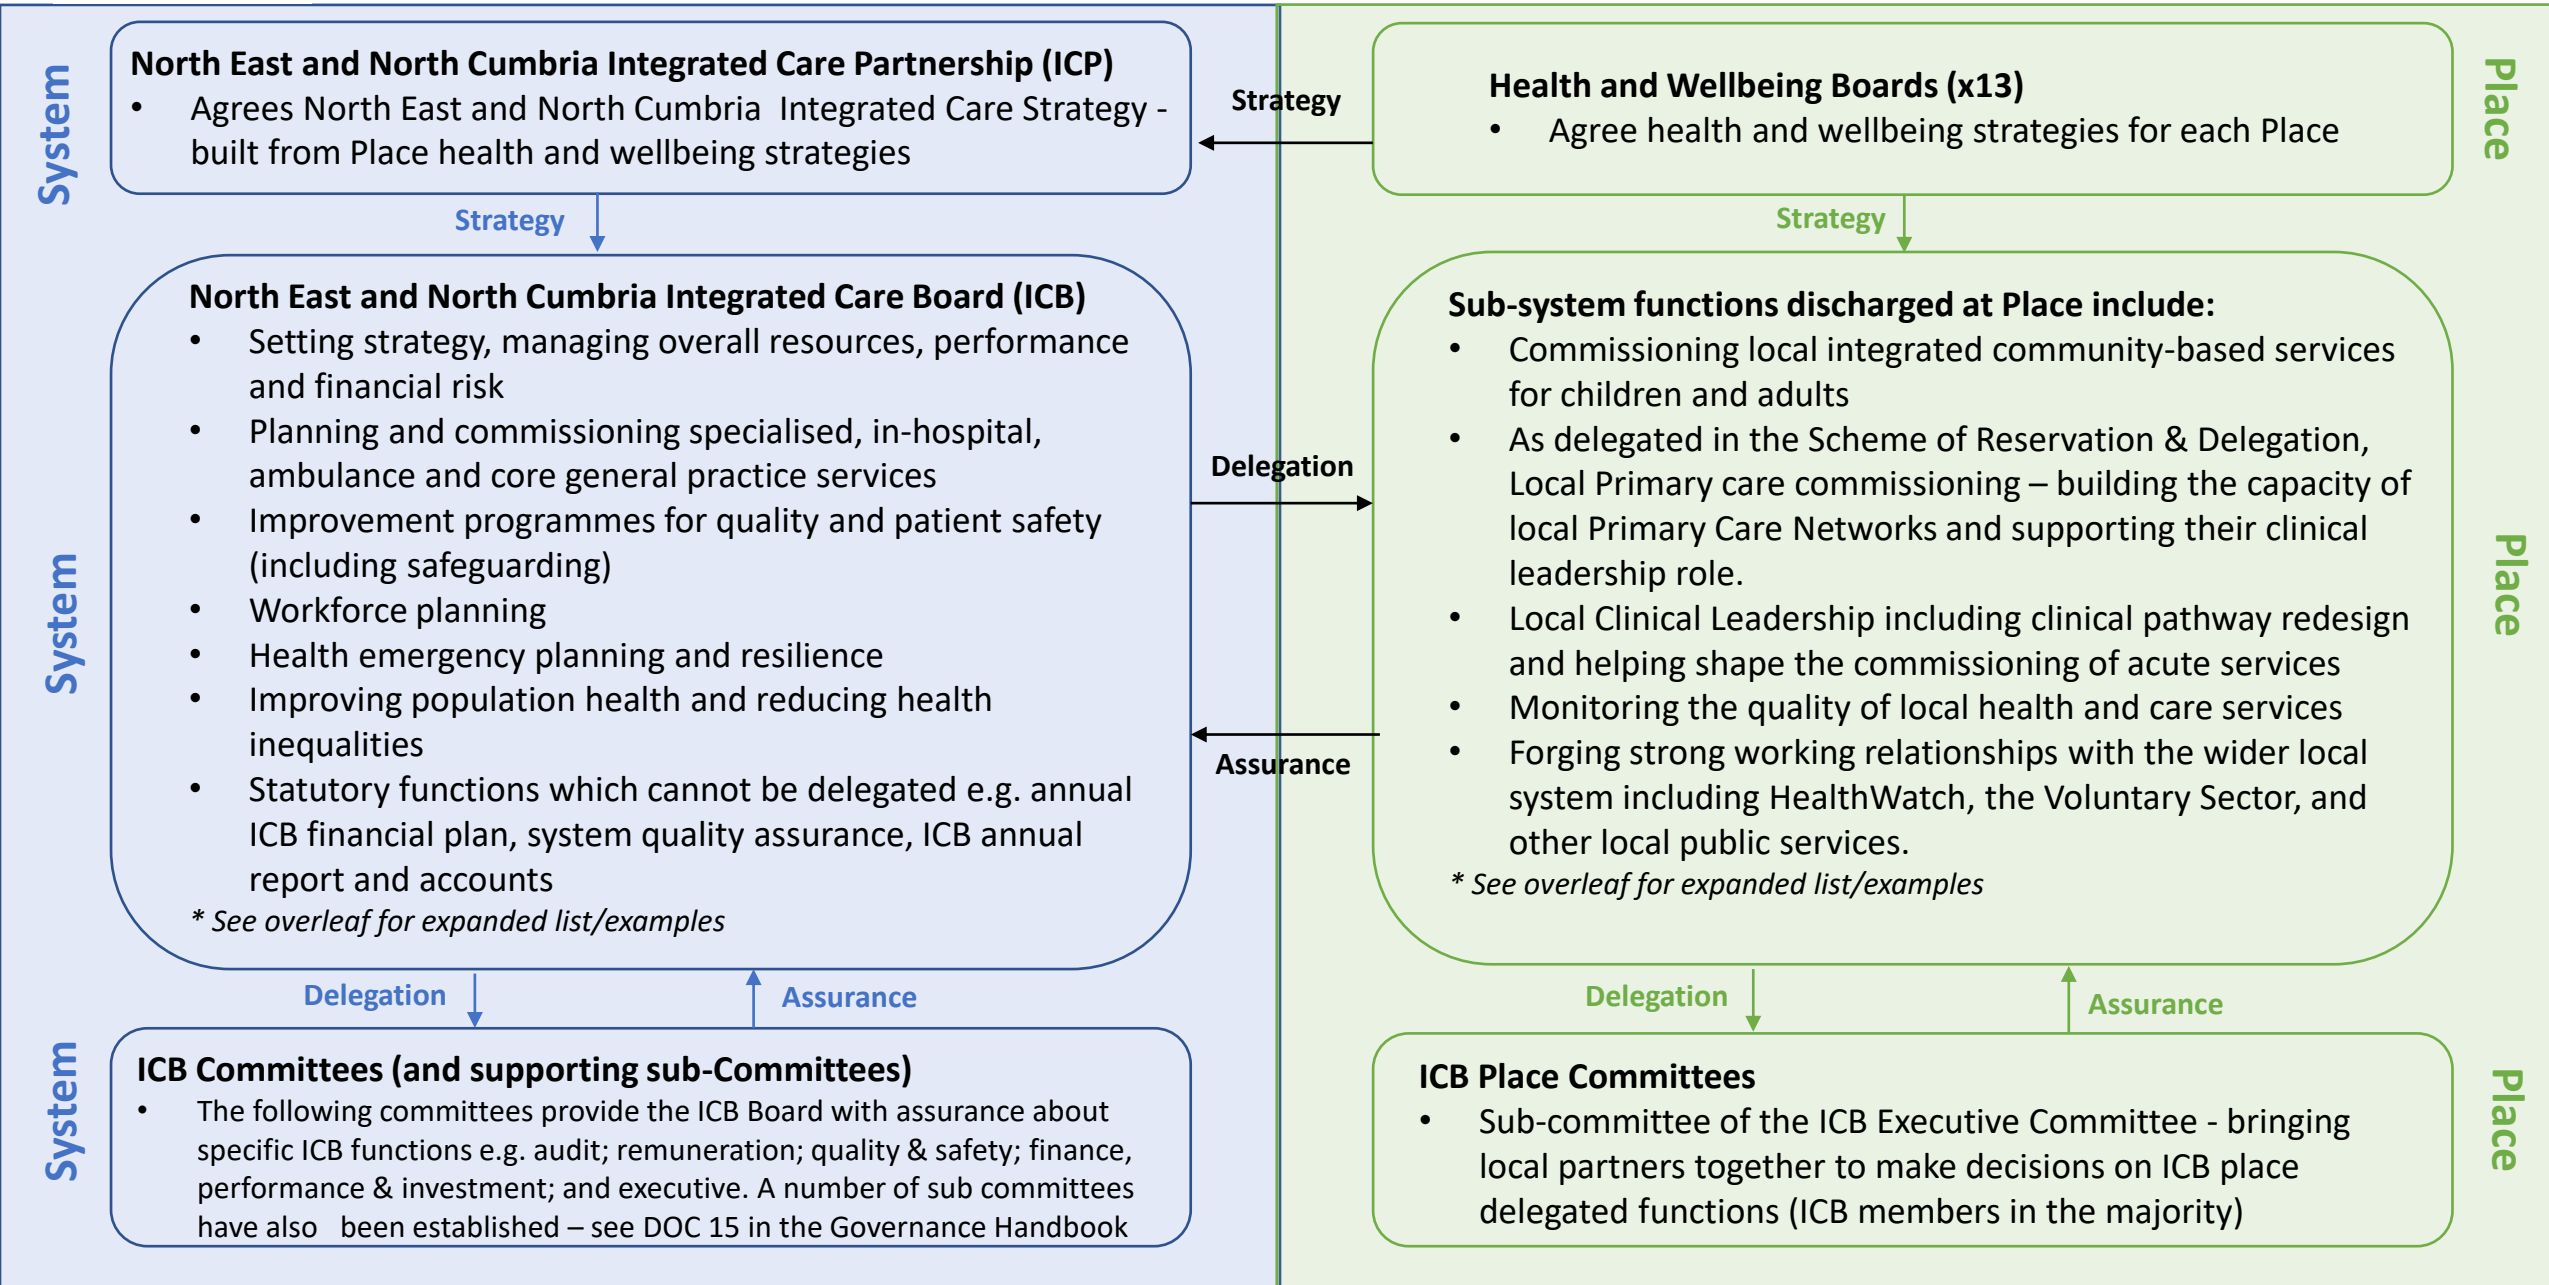 System
North East and North Cumbria Integrated Care Partnership (ICP)
• Agrees North East and North Cumbria  Integrated Care Strategy -
built from Place health and wellbeing strategies
Strategy
Health and Wellbeing Boards (x13)
• Agree health and wellbeing strategies for each Place
Place
Strategy
Strategy
System
North East and North Cumbria Integrated Care Board (ICB)
• Setting strategy, managing overall resources, performance
and financial risk
• Planning and commissioning specialised, in-hospital,
ambulance and core general practice services
• Improvement programmes for quality and patient safety
(including safeguarding)
• Workforce planning
• Health emergency planning and resilience
• Improving population health and reducing health
inequalities
• Statutory functions which cannot be delegated e.g. annual
ICB financial plan, system quality assurance, ICB annual
report and accounts
* See overleaf for expanded list/examples
Delegation
Assurance
Sub-system functions discharged at Place include:
• Commissioning local integrated community-based services
for children and adults
• As delegated in the Scheme of Reservation & Delegation,
Local Primary care commissioning – building the capacity of
local Primary Care Networks and supporting their clinical
leadership role.
• Local Clinical Leadership including clinical pathway redesign
and helping shape the commissioning of acute services
• Monitoring the quality of local health and care services
• Forging strong working relationships with the wider local
system including HealthWatch, the Voluntary Sector, and
other local public services.
* See overleaf for expanded list/examples
Place
Delegation
Assurance
Delegation
Assurance
System
ICB Committees (and supporting sub-Committees)
• The following committees provide the ICB Board with assurance about
specific ICB functions e.g. audit; remuneration; quality & safety; finance,
performance & investment; and executive. A number of sub committees
have also   been established – see DOC 15 in the Governance Handbook
ICB Place Committees
• Sub-committee of the ICB Executive Committee - bringing
local partners together to make decisions on ICB place
delegated functions (ICB members in the majority)
Place